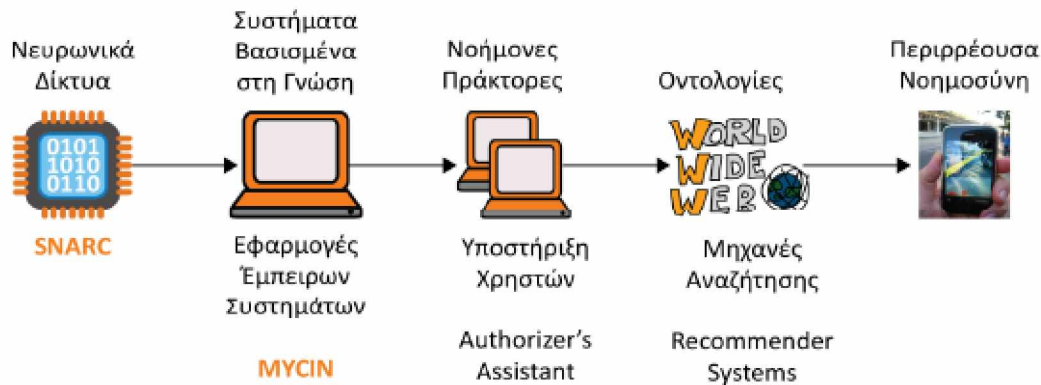 Νευρωνικά
Δίκτυα
0101
1010
0110
SNARC
Συστήματα
Βασισμένα
στη Γνώση
Εφαρμογές
Έμπειρων
Συστημάτων
MYCIN
Νοήμονες
Πράκτορες
Υποστήριξη
Χρηστών
Authorizer's
Assistant
Οντολογίες
WORLD
WIDE
WEB
Μηχανές
Αναζήτησης
Recommender
Systems
Περιρρέουσα
Νοημοσύνη